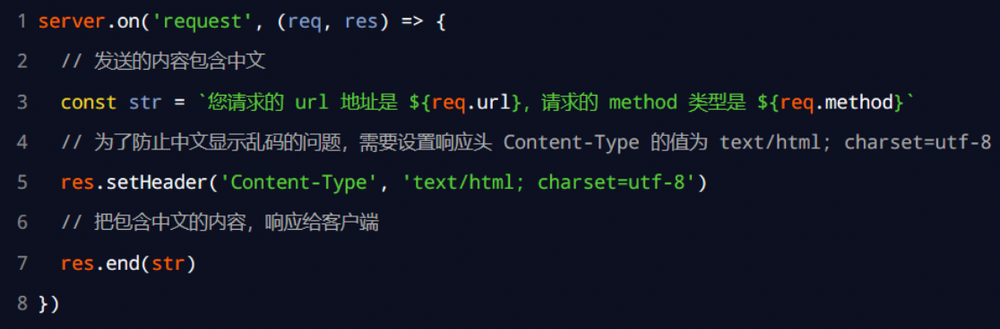 1 server.on('request', (req, res) => {
2 // 发送的内容包含中文
3 const str = `您请求的 url 地址是 ${req.url}，请求的 method 类型是 ${req.method}`
4 // 为了防止中文显示乱码的问题，需要设置响应头 Content-Type 的值为 text/html; charset=utf-8
5 res.setHeader('Content-Type', 'text/html; charset=utf-8')
6 // 把包含中文的内容，响应给客户端
7 res.end(str)
8 })